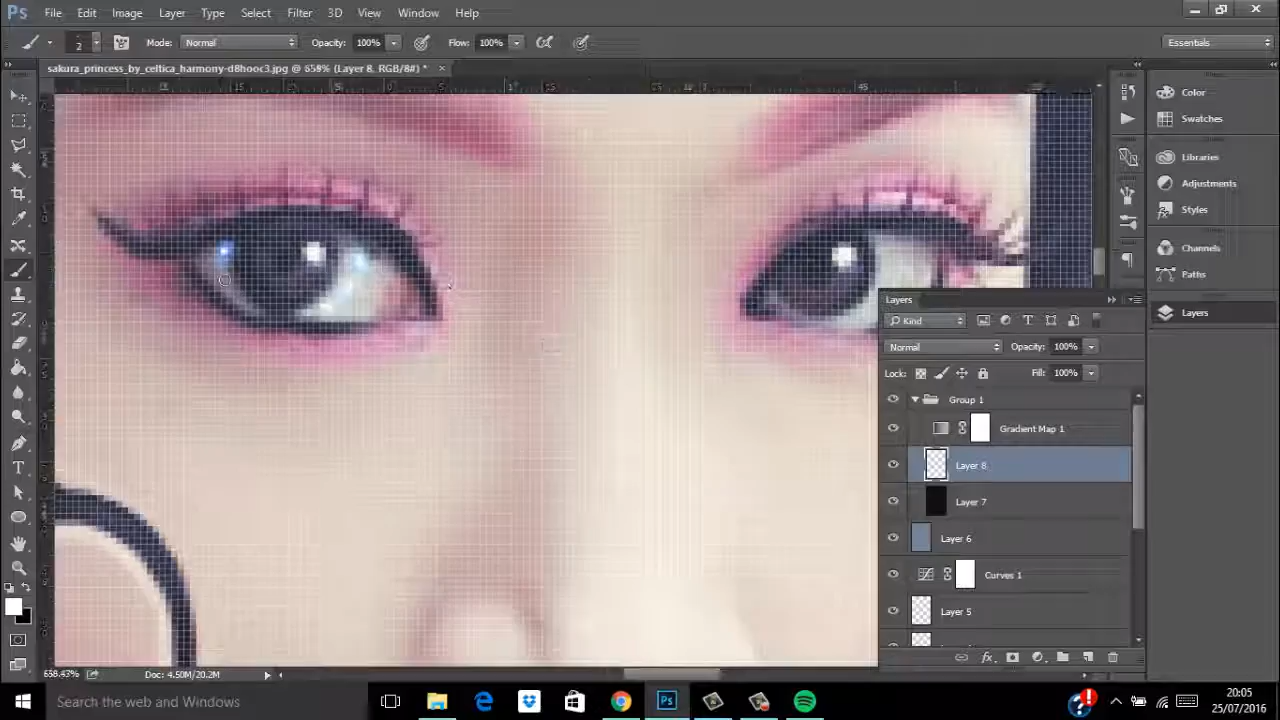 Ps File Edit Image Layer Type Select Filter 3D View Window Help
2 Mode: Normal Opacity: 100% Flow: 100% Essentials
sakura_princess_by_celtica_harmony-d8hooc3.jpg @ 658% (Layer 8, RGB/8#) *
Color
Swatches
Libraries
Adjustments
Styles
Channels
Paths
Layers
Layers
Kind
Normal Opacity: 100%
Lock: Fill: 100%
Group 1
Gradient Map 1
Layer 8
Layer 7
Layer 6
Curves 1
Layer 5
658.47% Doc: 4.50M/20.2M
Search the web and Windows
Ps
20:05
25/07/2016